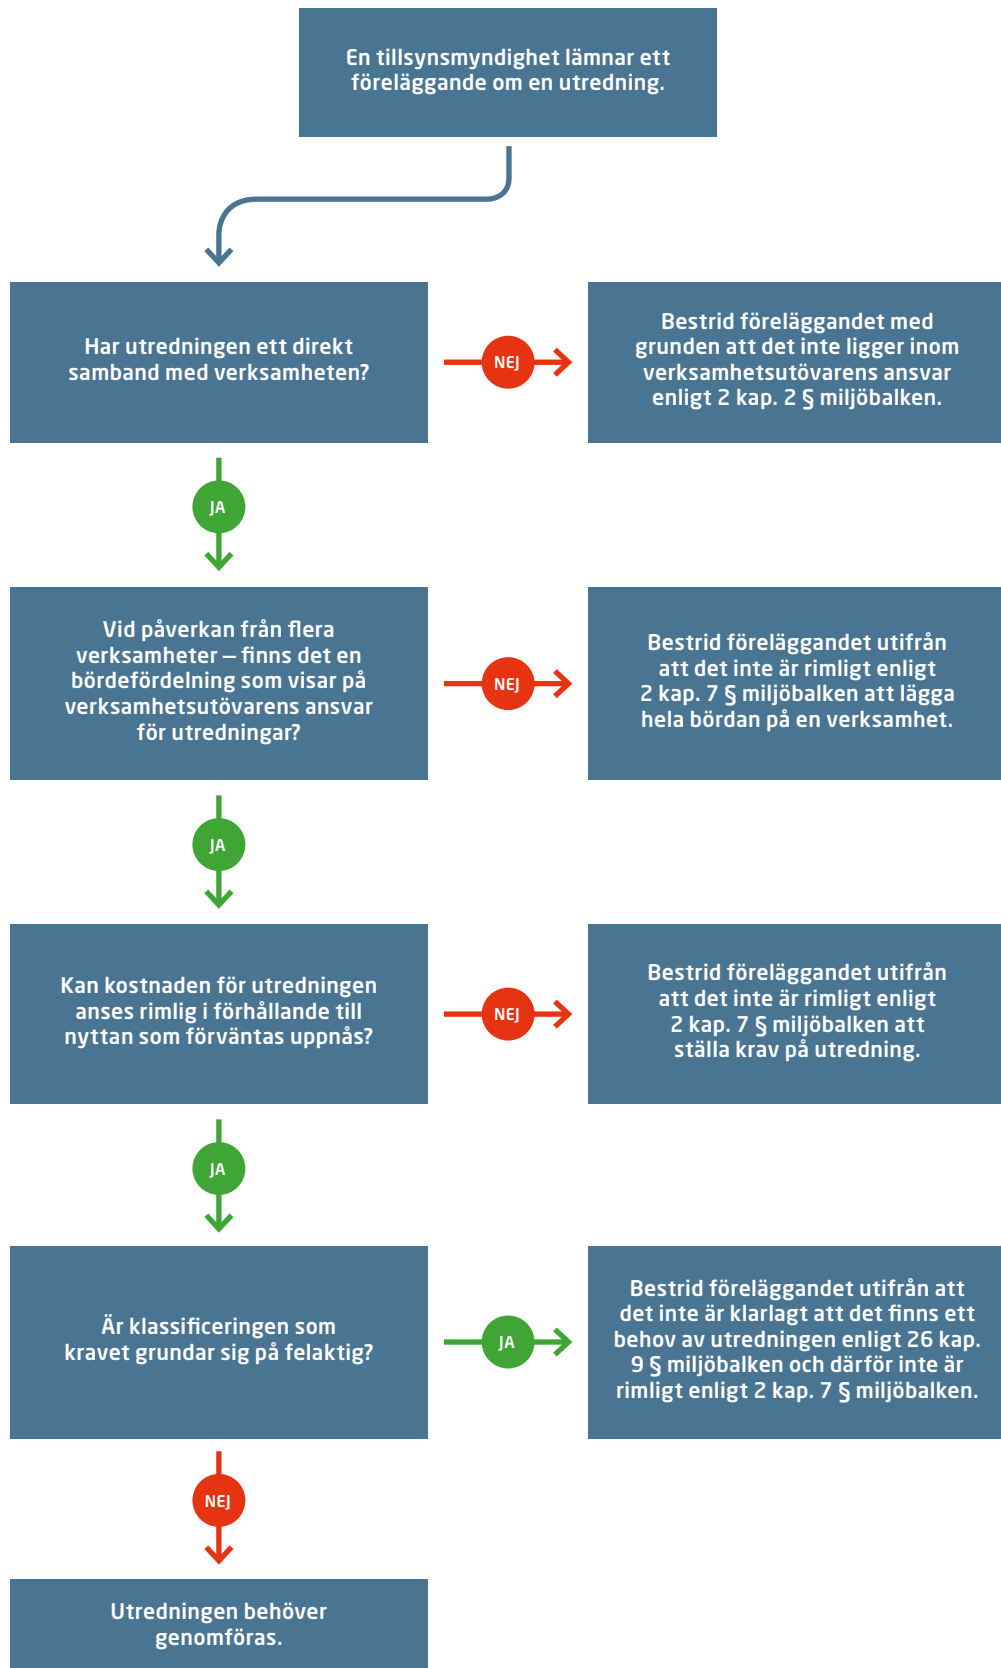 En tillsynsmyndighet lämnar ett
föreläggande om en utredning.
Har utredningen ett direkt
samband med verksamheten?
NEJ
Bestrid föreläggandet med
grunden att det inte ligger inom
verksamhetsutövarens ansvar
enligt 2 kap. 2 § miljöbalken.
JA
Vid påverkan från flera
verksamheter – finns det en
bördefördelning som visar på
verksamhetsutövarens ansvar
för utredningar?
NEJ
Bestrid föreläggandet utifrån
att det inte är rimligt enligt
2 kap. 7 § miljöbalken att lägga
hela bördan på en verksamhet.
JA
Kan kostnaden för utredningen
anses rimlig i förhållande till
nyttan som förväntas uppnås?
NEJ
Bestrid föreläggandet utifrån
att det inte är rimligt enligt
2 kap. 7 § miljöbalken att
ställa krav på utredning.
JA
Är klassificeringen som
kravet grundar sig på felaktig?
JA
Bestrid föreläggandet utifrån att
det inte är klarlagt att det finns ett
behov av utredningen enligt 26 kap.
9 § miljöbalken och därför inte är
rimligt enligt 2 kap. 7 § miljöbalken.
NEJ
Utredningen behöver
genomföras.